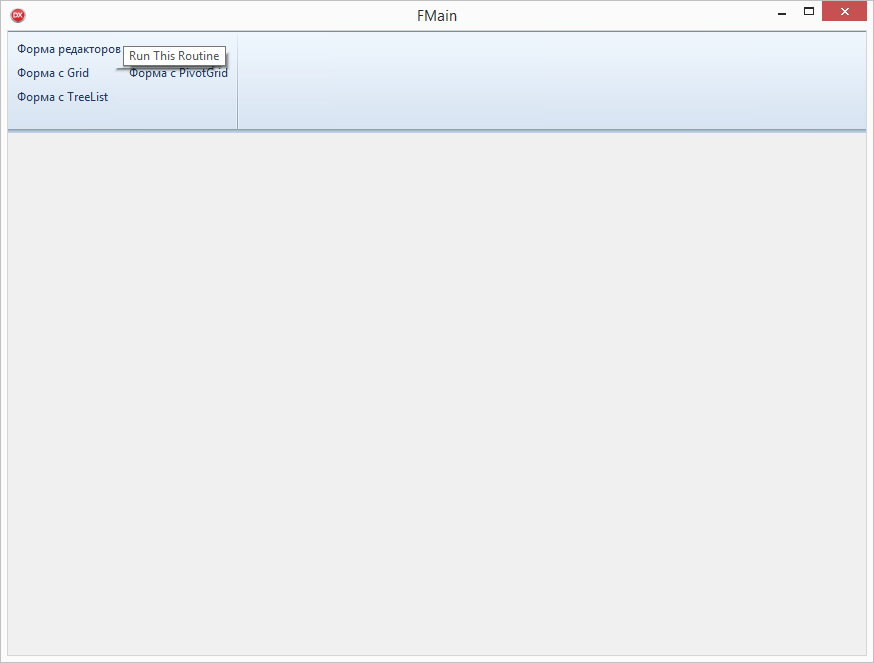 DX
FMain
Форма редакторов
Run This Routine
Форма с Grid
Форма с PivotGrid
Форма с TreeList